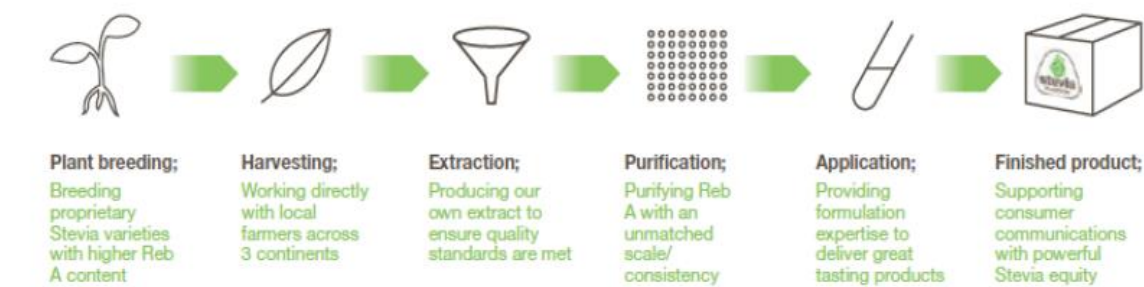 stevia
Plant breeding;
Breeding
proprietary
Stevia varieties
with higher Reb
A content
Harvesting;
Working directly
with local
farmers across
3 continents
Extraction;
Producing our
own extract to
ensure quality
standards are met
Purification;
Purifying Reb
A with an
unmatched
scale/
consistency
Application;
Providing
formulation
expertise to
deliver great
tasting products
Finished product;
Supporting
consumer
communications
with powerful
Stevia equity